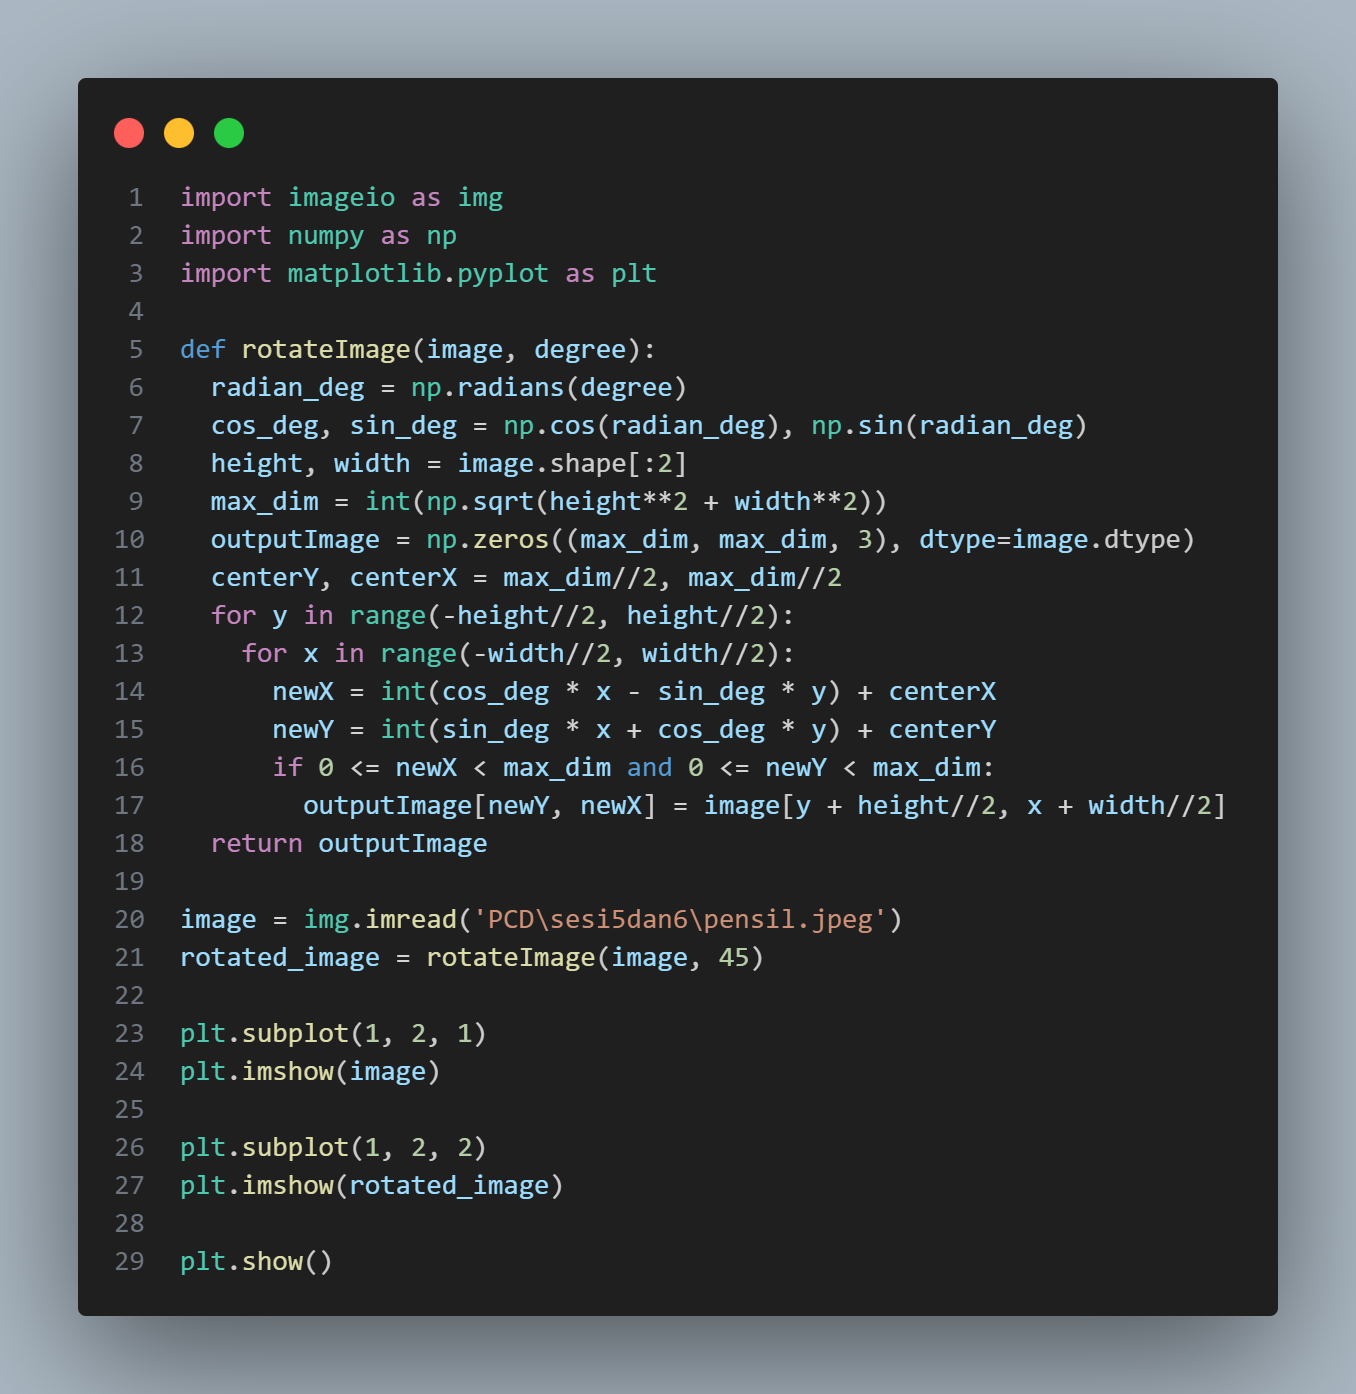 1 import imageio as img
2 import numpy as np
3 import matplotlib.pyplot as plt
4
5 def rotateImage(image, degree):
6   radian_deg = np.radians(degree)
7   cos_deg, sin_deg = np.cos(radian_deg), np.sin(radian_deg)
8   height, width = image.shape[:2]
9   max_dim = int(np.sqrt(height**2 + width**2))
10   outputImage = np.zeros((max_dim, max_dim, 3), dtype=image.dtype)
11   centerY, centerX = max_dim//2, max_dim//2
12   for y in range(-height//2, height//2):
13     for x in range(-width//2, width//2):
14       newX = int(cos_deg * x - sin_deg * y) + centerX
15       newY = int(sin_deg * x + cos_deg * y) + centerY
16       if 0 <= newX < max_dim and 0 <= newY < max_dim:
17         outputImage[newY, newX] = image[y + height//2, x + width//2]
18   return outputImage
19
20 image = img.imread('PCD\sesi5dan6\pensil.jpeg')
21 rotated_image = rotateImage(image, 45)
22
23 plt.subplot(1, 2, 1)
24 plt.imshow(image)
25
26 plt.subplot(1, 2, 2)
27 plt.imshow(rotated_image)
28
29 plt.show()